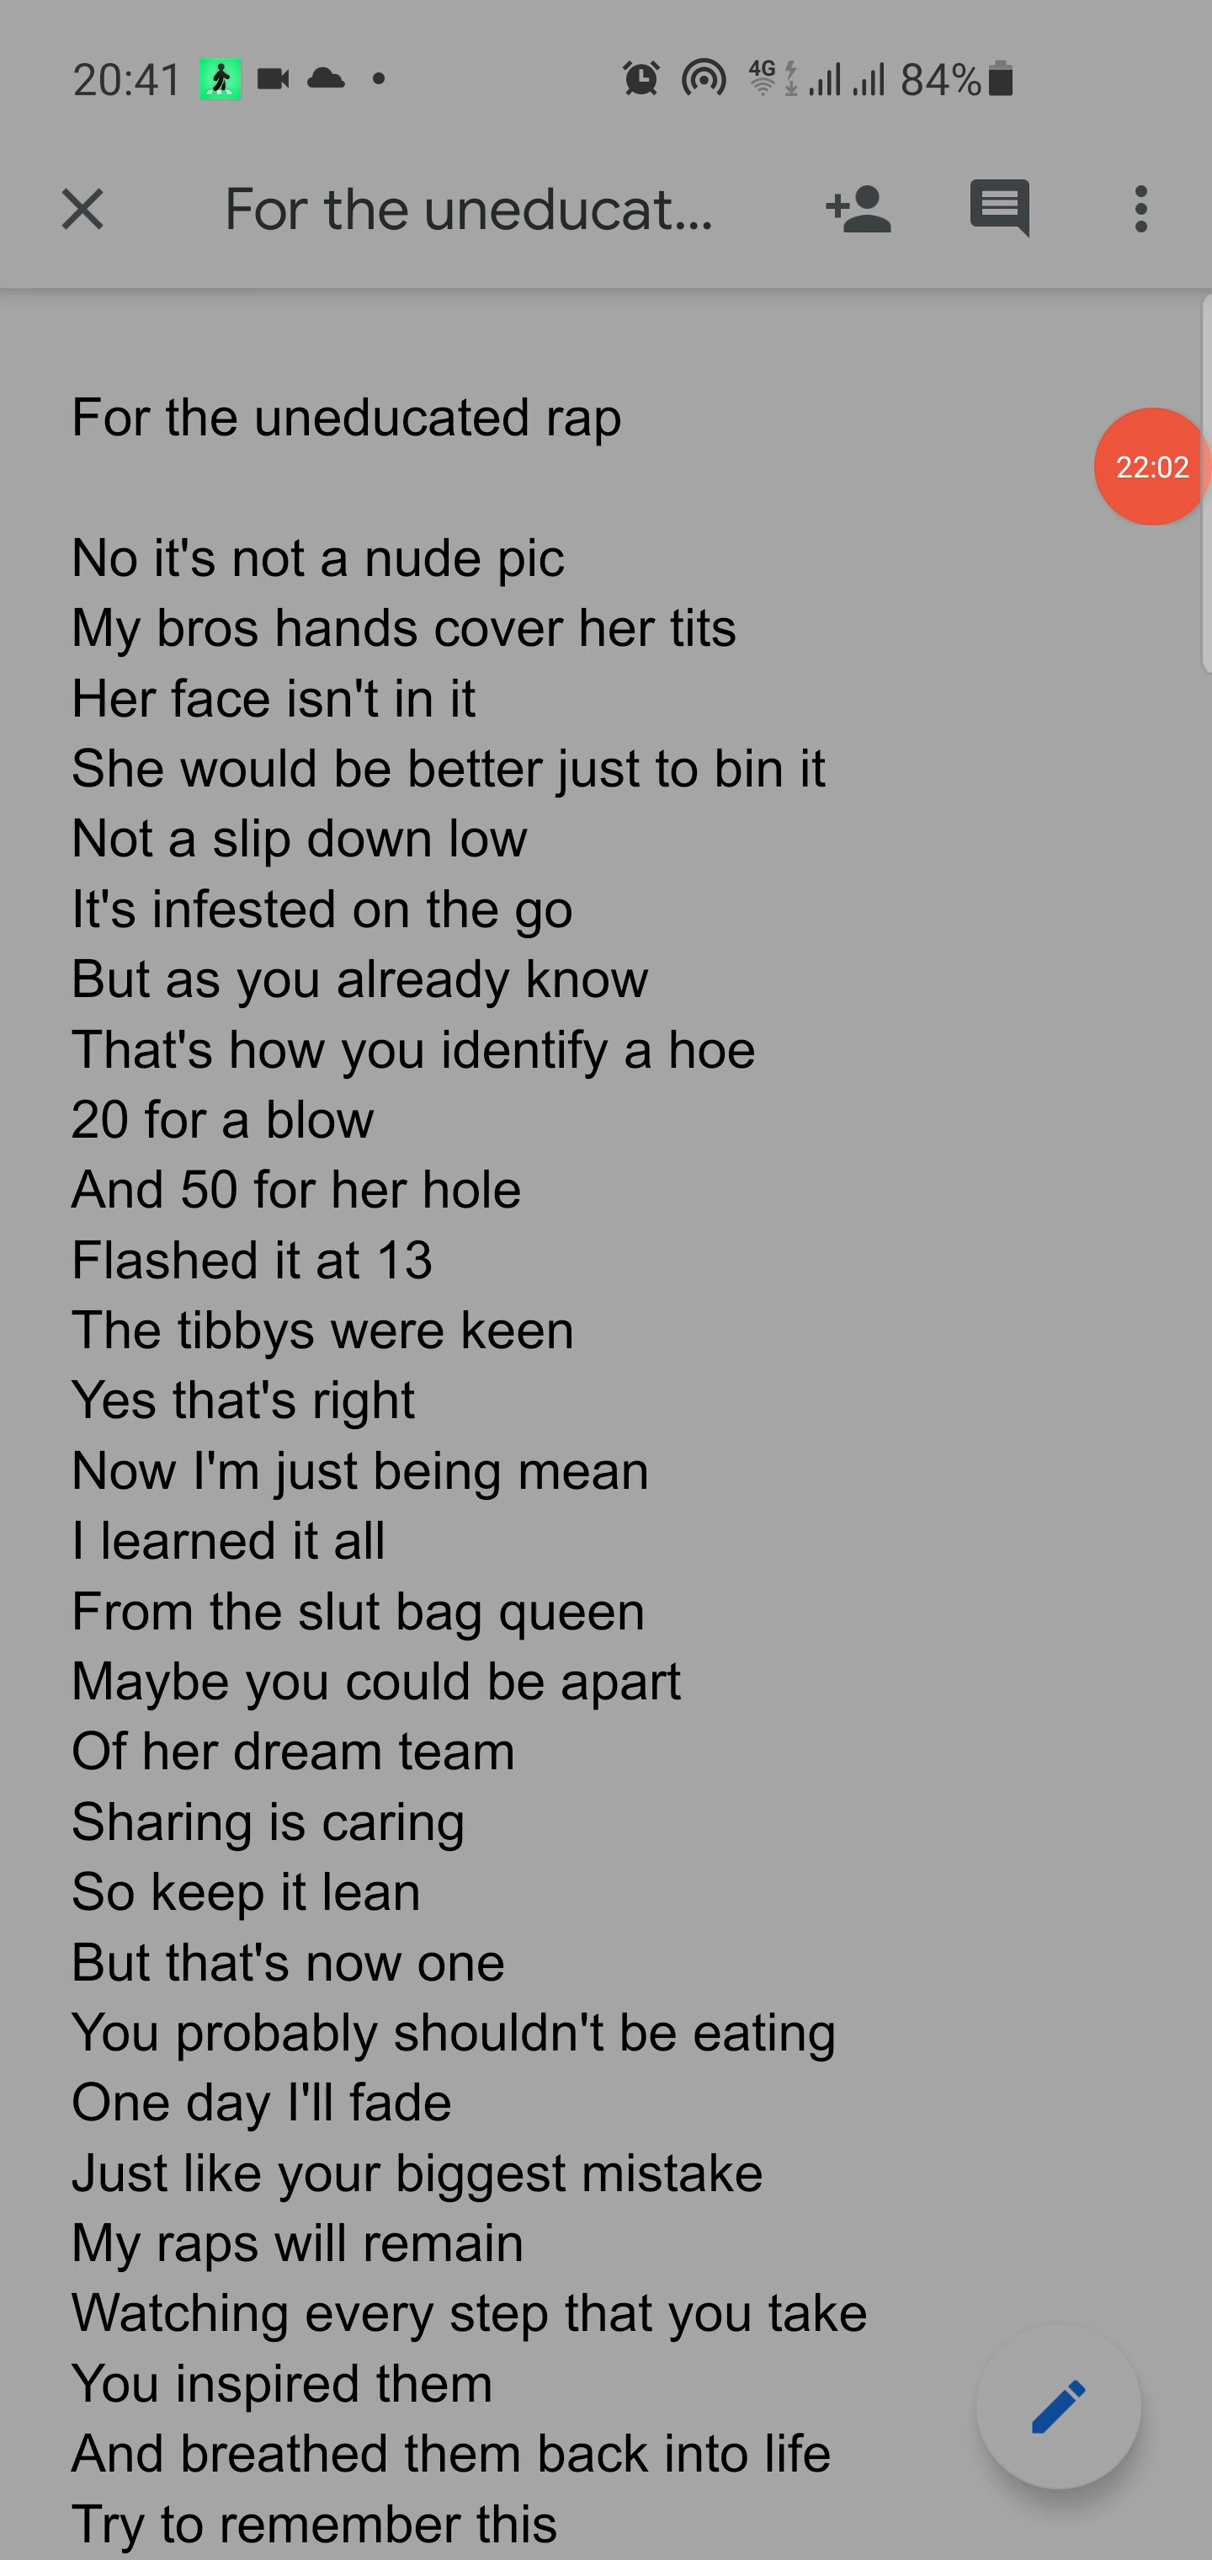 20:41 4G 84%
For the uneducat...
For the uneducated rap
22:02
No it's not a nude pic
My bros hands cover her tits
Her face isn't in it
She would be better just to bin it
Not a slip down low
It's infested on the go
But as you already know
That's how you identify a hoe
20 for a blow
And 50 for her hole
Flashed it at 13
The tibbys were keen
Yes that's right
Now I'm just being mean
I learned it all
From the slut bag queen
Maybe you could be apart
Of her dream team
Sharing is caring
So keep it lean
But that's now one
You probably shouldn't be eating
One day I'll fade
Just like your biggest mistake
My raps will remain
Watching every step that you take
You inspired them
And breathed them back into life
Try to remember this